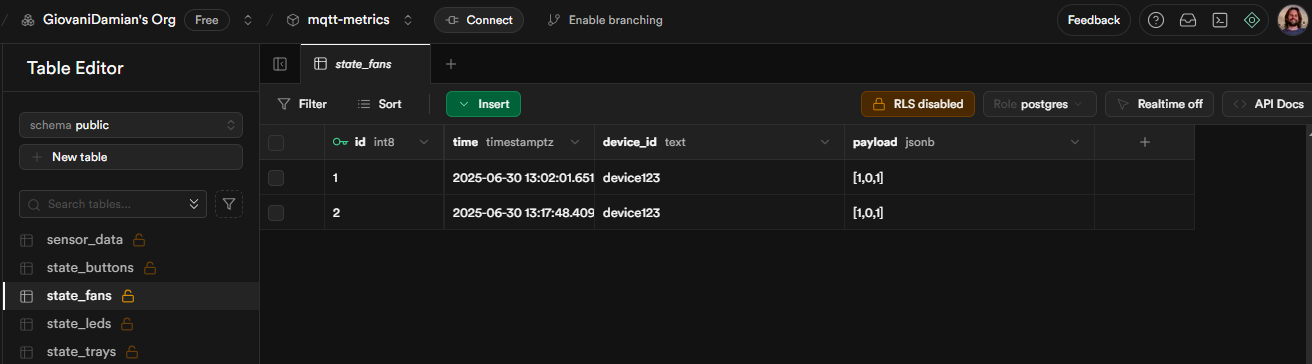 / GiovaniDamian's Org Free / mqtt-metrics Connect Enable branching Feedback
Table Editor
state_fans
Filter Sort Insert RLS disabled Role postgres Realtime off API Docs
schema public
New table
Search tables...
sensor_data
state_buttons
state_fans
state_leds
state_trays
id int8 time timestamptz device_id text payload jsonb
1 2025-06-30 13:02:01.651 device123 [1,0,1]
2 2025-06-30 13:17:48.409 device123 [1,0,1]